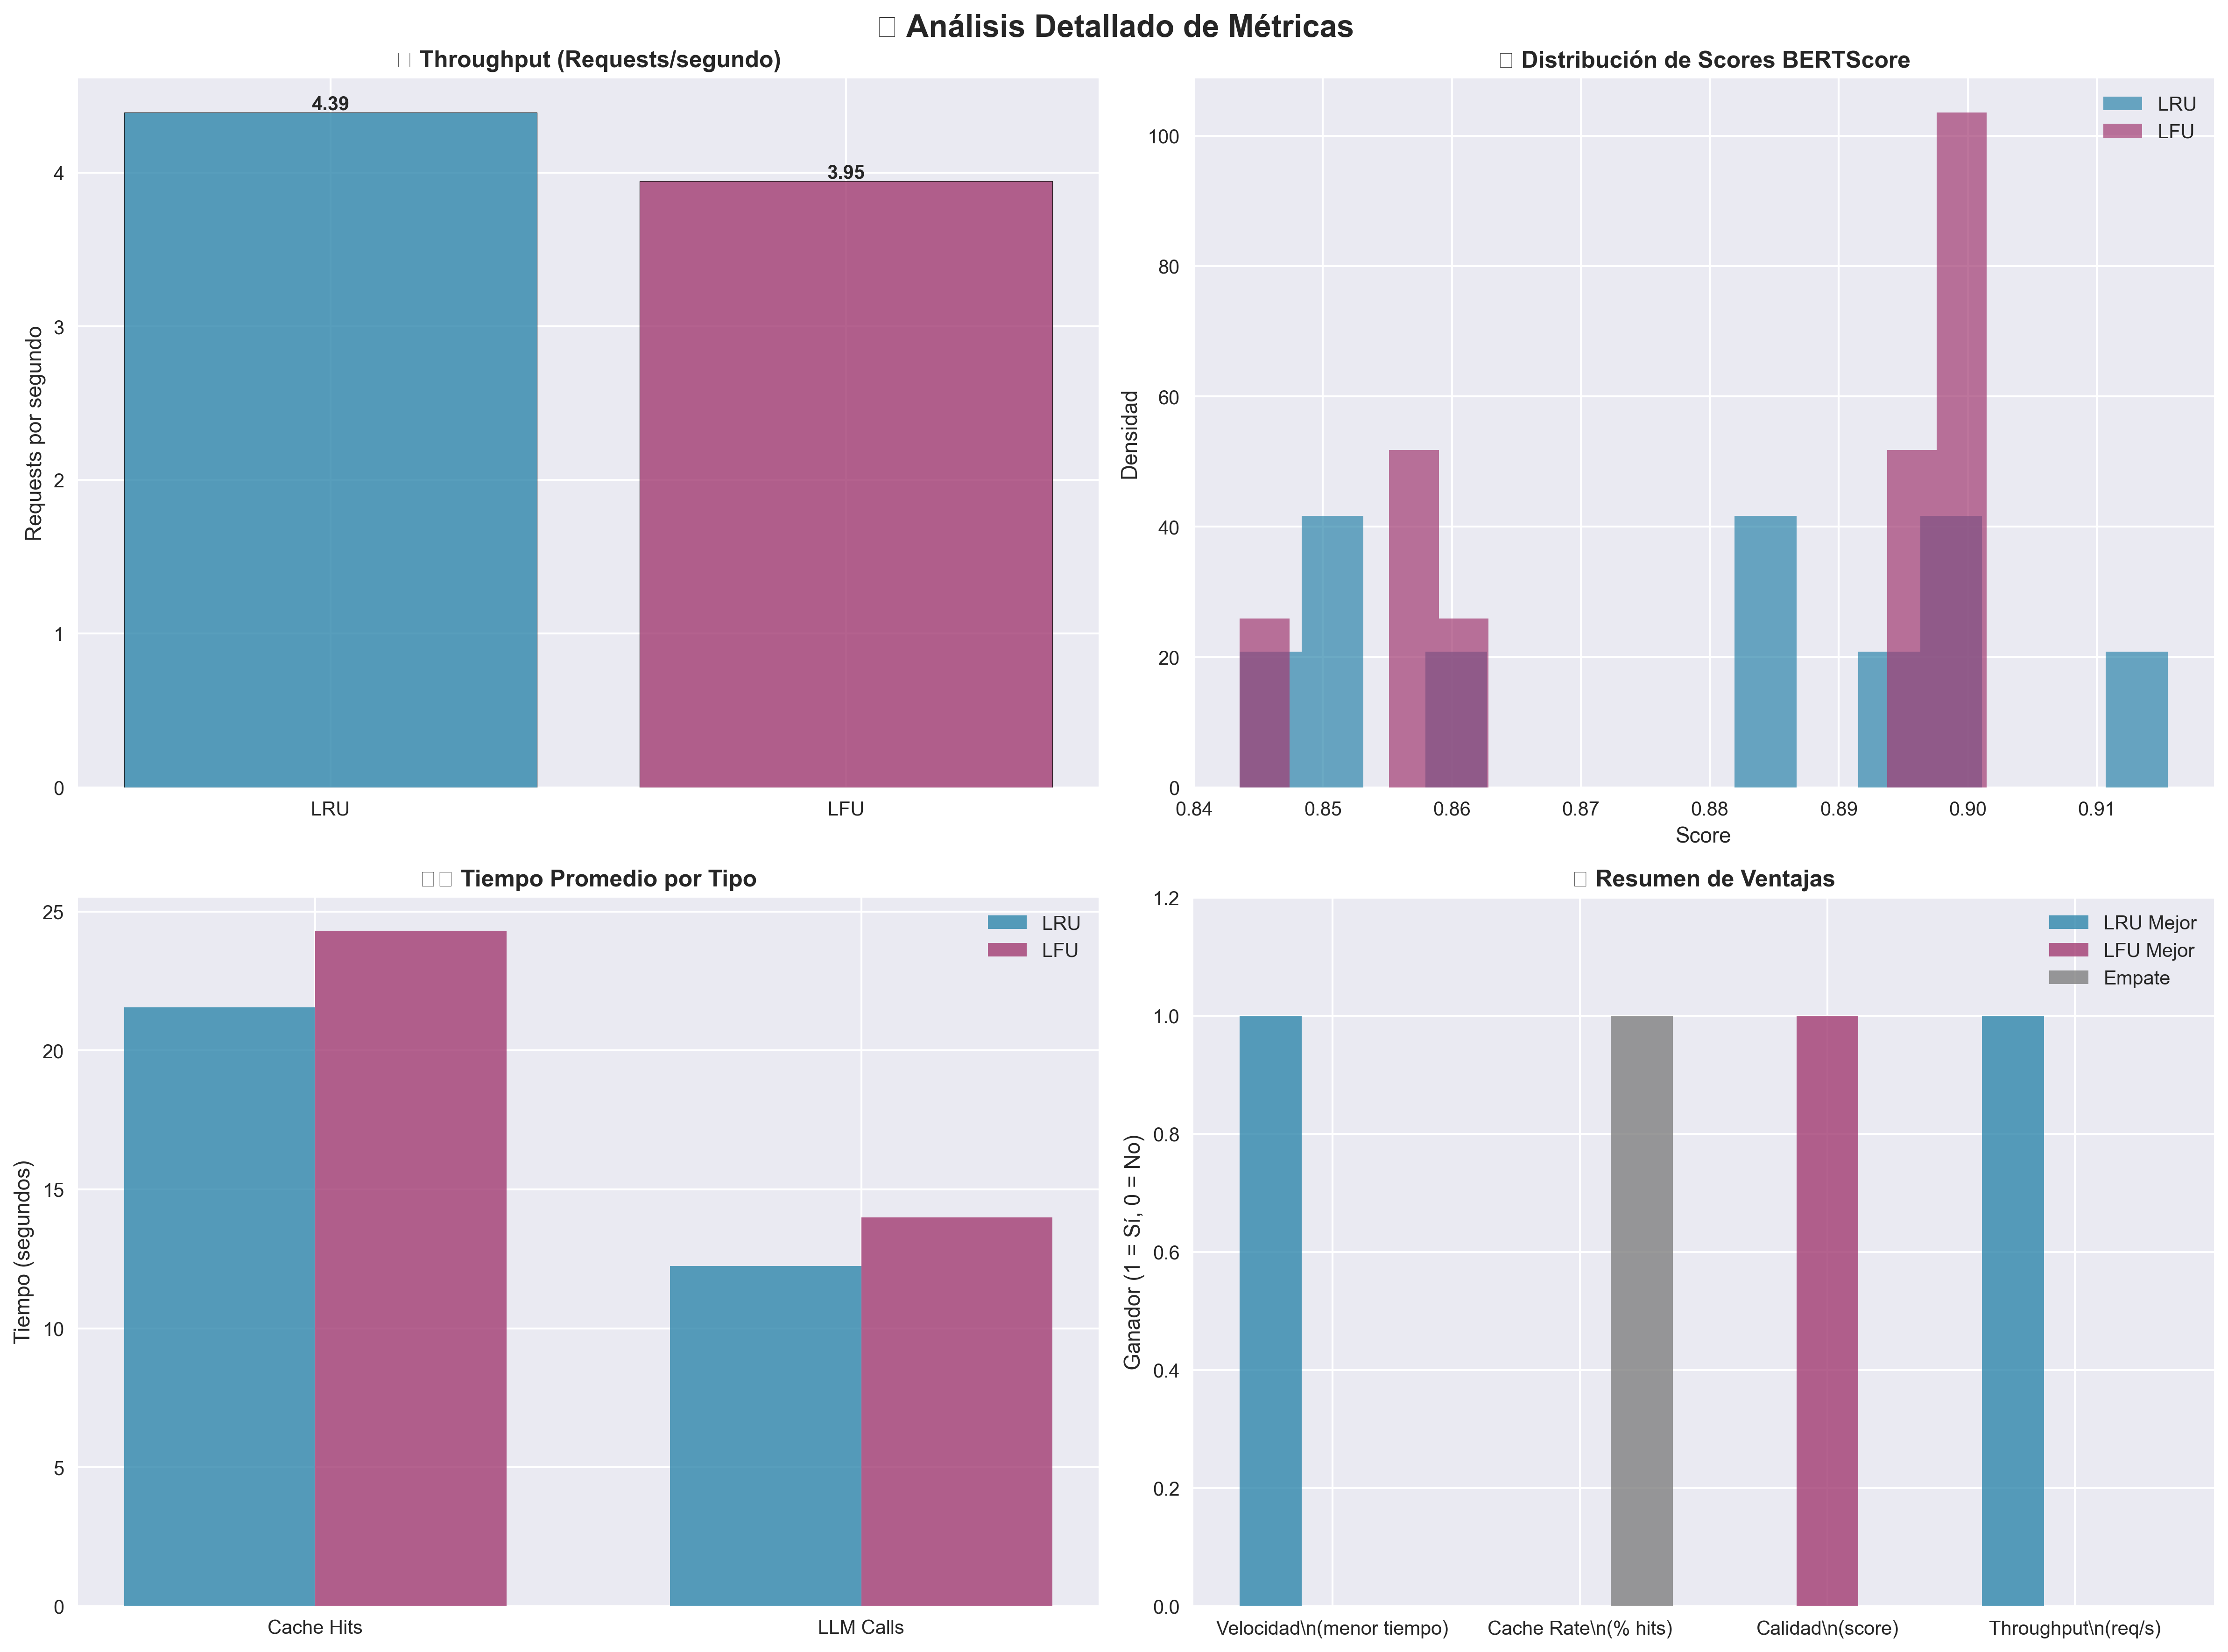 Análisis Detallado de Métricas
Throughput (Requests/segundo)
4.39
3.95
Requests por segundo
4
3
2
1
0
LRU
LFU
Distribución de Scores BERTScore
LRU
LFU
Densidad
100
80
60
40
20
0
0.84
0.85
0.86
0.87
0.88
0.89
0.90
0.91
Score
Tiempo Promedio por Tipo
LRU
LFU
Tiempo (segundos)
25
20
15
10
5
0
Cache Hits
LLM Calls
Resumen de Ventajas
LRU Mejor
LFU Mejor
Empate
Ganador (1 = Sí, 0 = No)
1.2
1.0
0.8
0.6
0.4
0.2
0.0
Velocidad\n(menor tiempo)
Cache Rate\n(% hits)
Calidad\n(score)
Throughput\n(req/s)